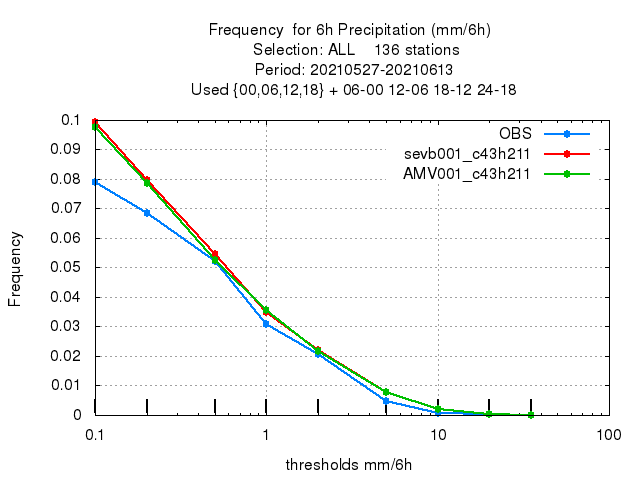 Frequency for 6h Precipitation (mm/6h)
Selection: ALL 136 stations
Period: 20210527-20210613
Used {00,06,12,18} + 06-00 12-06 18-12 24-18
0.1
0.09
0.08
0.07
0.06
0.05
0.04
0.03
0.02
0.01
0
Frequency
OBS
sevb001_c43h211
AMV001_c43h211
0.1 1 10 100
thresholds mm/6h